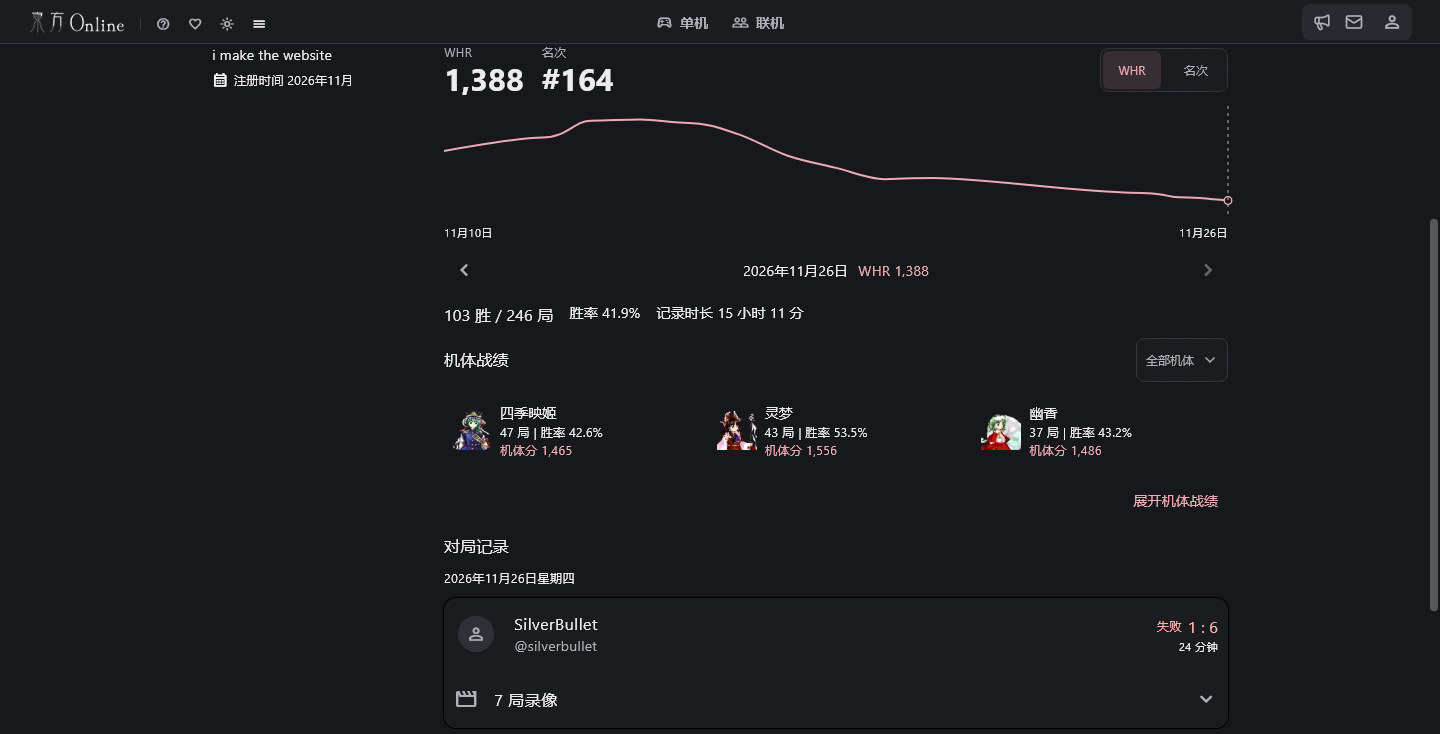 東方 Online
单机
联机
i make the website
注册时间 2026年11月
WHR
名次
1,388
#164
WHR
名次
11月10日
11月26日
2026年11月26日 WHR 1,388
103 胜 / 246 局 胜率 41.9% 记录时长 15 小时 11 分
机体战绩
全部机体
四季映姬
47 局 | 胜率 42.6%
机体分 1,465
灵梦
43 局 | 胜率 53.5%
机体分 1,556
幽香
37 局 | 胜率 43.2%
机体分 1,486
展开机体战绩
对局记录
2026年11月26日星期四
SilverBullet
@silverbullet
失败 1 : 6
24 分钟
7 局录像